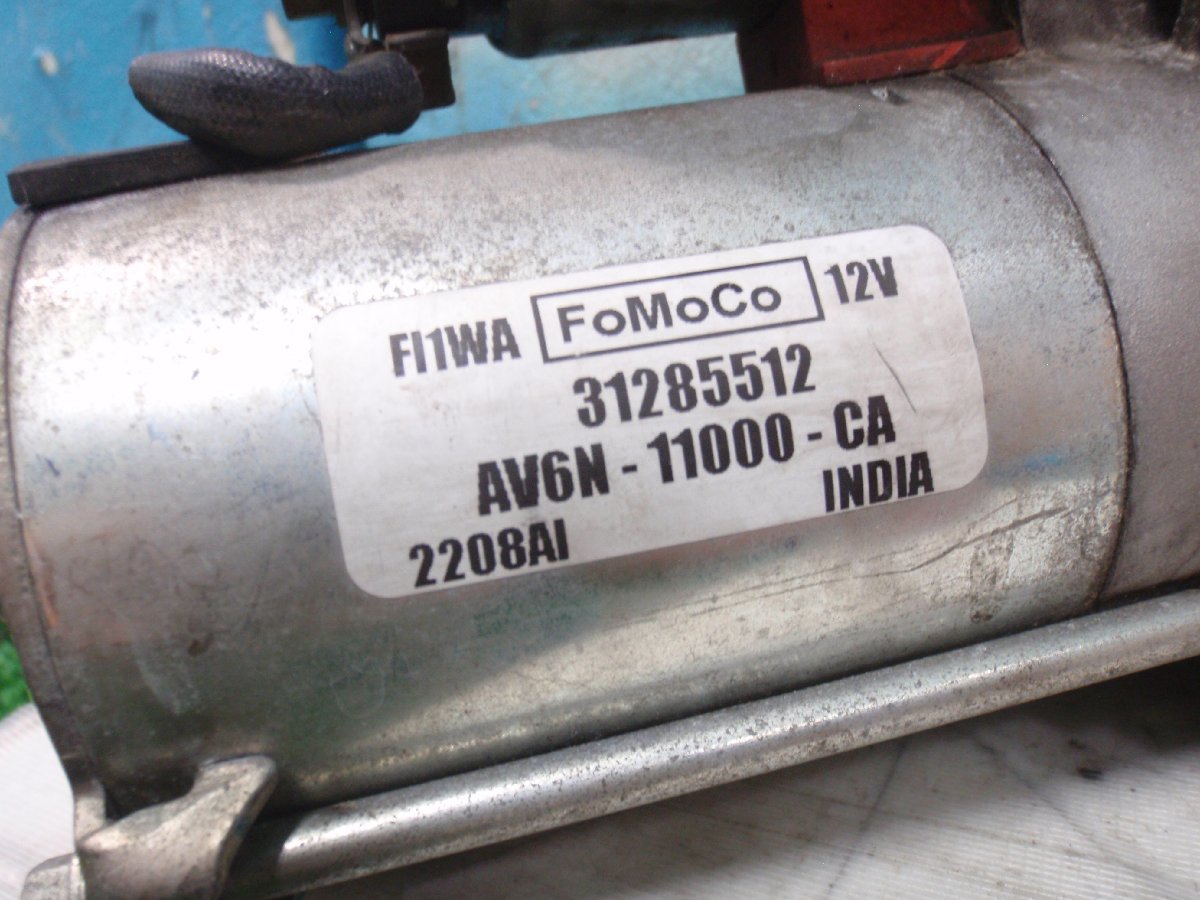 FI1WA FoMoCo 12V
31285512
AV6N - 11000 - CA
2208AI INDIA